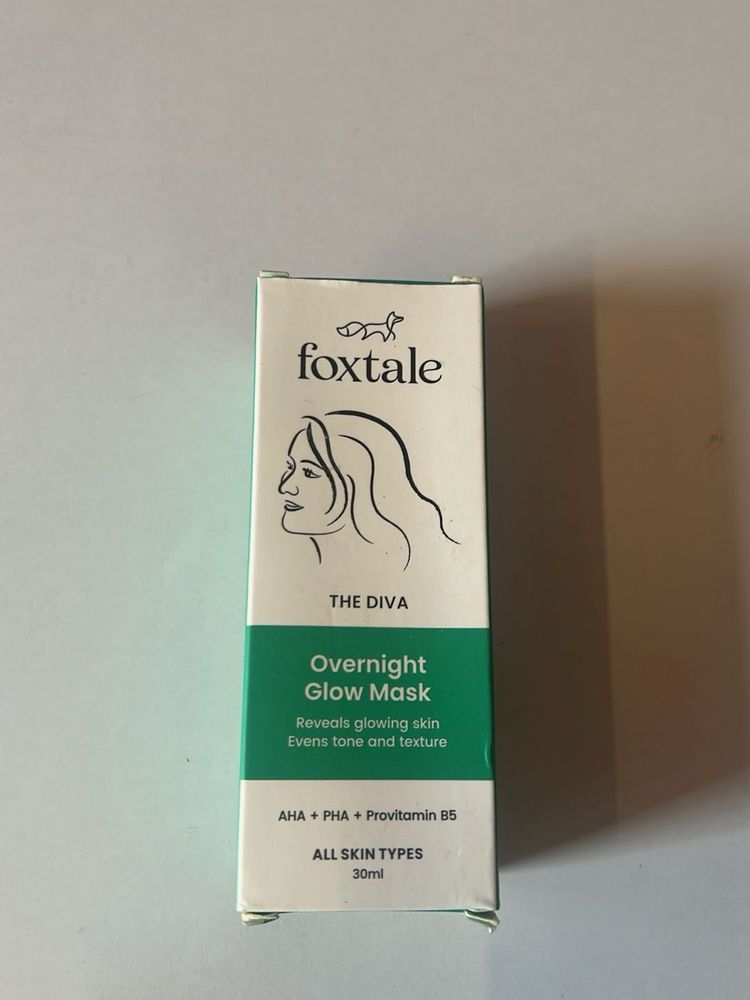 foxtale
THE DIVA
Overnight
Glow Mask
Reveals glowing skin
Evens tone and texture
AHA + PHA + Provitamin B5
ALL SKIN TYPES
30ml